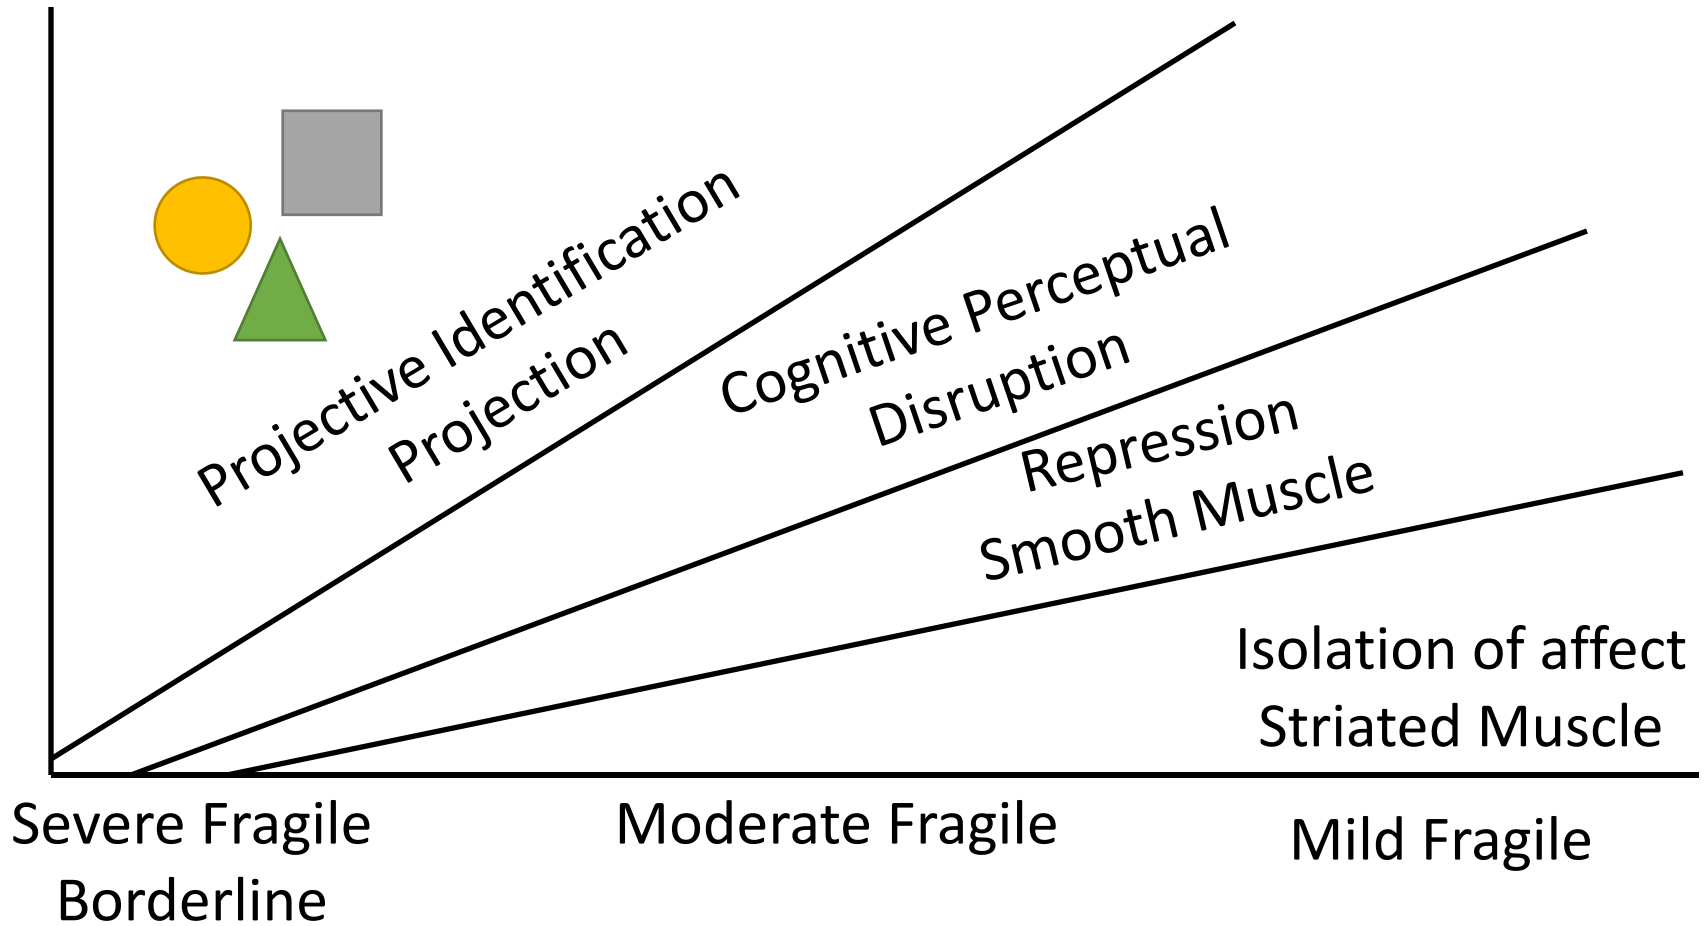 Projective Identification
Projection
Cognitive Perceptual
Disruption
Repression
Smooth Muscle
Isolation of affect
Striated Muscle
Severe Fragile
Borderline
Moderate Fragile
Mild Fragile